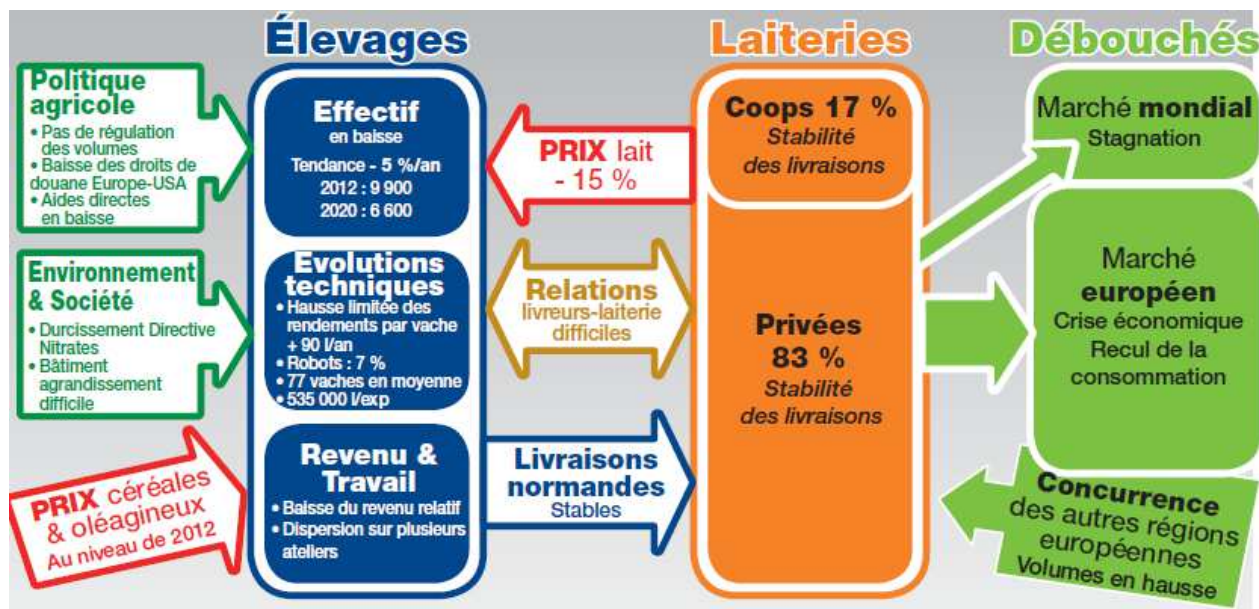 Élevages
Laiteries
Débouchés
Politique
agricole
• Pas de régulation
des volumes
• Baisse des droits de
douane Europe-USA
• Aides directes
en baisse
Environnement
& Société
• Durcissement Directive
Nitrates
• Bâtiment
agrandissement
difficile
PRIX céréales
& oléagineux
Au niveau de 2012
Effectif
en baisse
Tendance - 5 %/an
2012 : 9 900
2020 : 6 600
Evolutions
techniques
• Hausse limitée des
rendements par vache
+ 90 l/an
• Robots : 7 %
• 77 vaches en moyenne
• 535 000 l/exp
Revenu &
Travail
• Baisse du revenu relatif
• Dispersion sur plusieurs
ateliers
PRIX lait
- 15 %
Relations
livreurs-laiterie
difficiles
Livraisons
normandes
Stables
Coops 17 %
Stabilité
des livraisons
Privées
83 %
Stabilité
des livraisons
Marché mondial
Stagnation
Marché
européen
Crise économique
Recul de la
consommation
Concurrence
des autres régions
européennes
Volumes en hausse